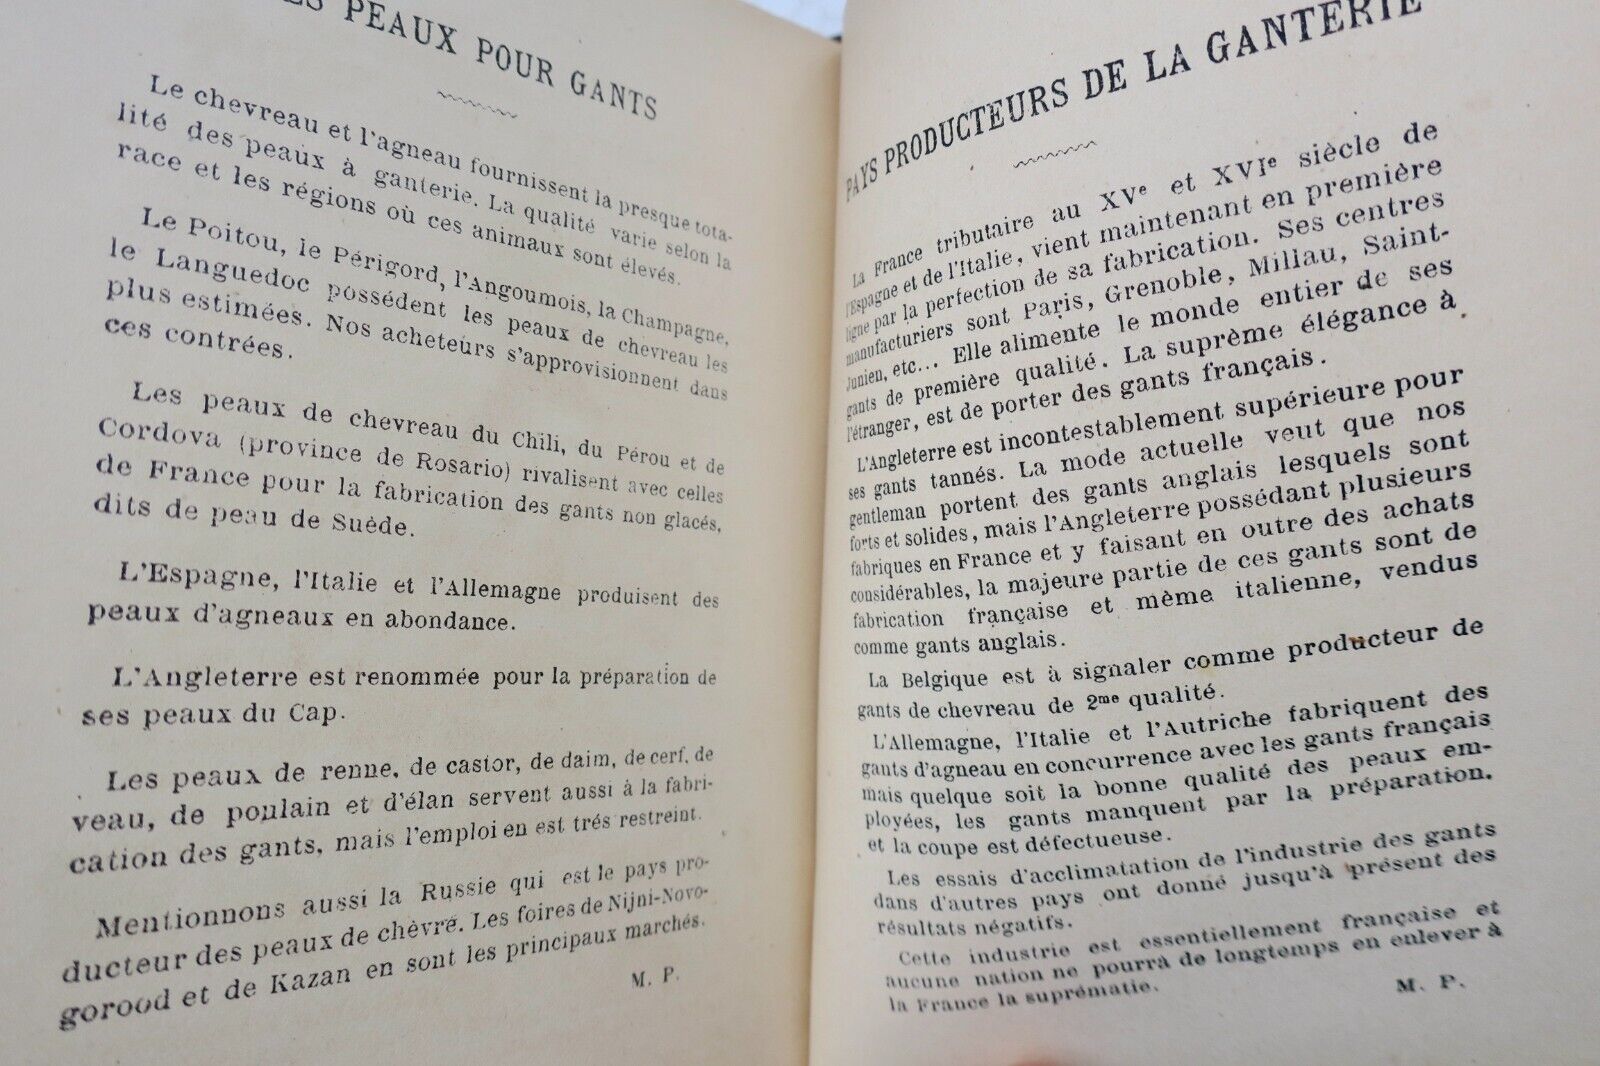 ES PEAUX POUR GANTS
Le chevreau et l'agneau fournissent la presque tota-
lité des peaux à ganterie. La qualité varie selon la
race et les régions où ces animaux sont élevés.
Le Poitou, le Périgord, l'Angoumois, la Champagne,
le Languedoc possédent les peaux de chevreau les
plus estimées. Nos acheteurs s'approvisionnent dans
ces contrées.
Les peaux de chevreau du Chili, du Pérou et de
Cordova (province de Rosario) rivalisent avec celles
de France pour la fabrication des gants non glacés,
dits de peau de Suède.
L'Espagne, l'Italie et l'Allemagne produisent des
peaux d'agneaux en abondance.
L'Angleterre est renommée pour la préparation de
ses peaux du Cap.
Les peaux de renne, de castor, de daim, de cerf, de
veau, de poulain et d'élan servent aussi à la fabri-
cation des gants, mais l'emploi en est trés restreint.
Mentionnons aussi la Russie qui est le pays pro-
ducteur des peaux de chèvre. Les foires de Nijni-Novo-
gorood et de Kazan en sont les principaux marchés.
M. P.
PAYS PRODUCTEURS DE LA GANTERIE
La France tributaire au XVe et XVIe siècle de
l'Espagne et de l'Italie, vient maintenant en première
ligne par la perfection de sa fabrication. Ses centres
manufacturiers sont Paris, Grenoble, Millau, Saint-
Junien, etc... Elle alimente le monde entier de ses
gants de première qualité. La suprème élégance à
l'étranger, est de porter des gants français.
L'Angleterre est incontestablement supérieure pour
ses gants tannés. La mode actuelle veut que nos
gentleman portent des gants anglais lesquels sont
forts et solides, mais l'Angleterre possédant plusieurs
fabriques en France et y faisant en outre des achats
considérables, la majeure partie de ces gants sont de
fabrication française et même italienne, vendus
comme gants anglais.
La Belgique est à signaler comme producteur de
gants de chevreau de 2me qualité.
L'Allemagne, l'Italie et l'Autriche fabriquent des
gants d'agneau en concurrence avec les gants français
mais quelque soit la bonne qualité des peaux em-
ployées, les gants manquent par la préparation,
et la coupe est défectueuse.
Les essais d'acclimatation de l'industrie des gants
dans d'autres pays ont donné jusqu'à présent des
résultats négatifs.
Cette industrie est essentiellement française et
aucune nation ne pourrà de longtemps en enlever à
la France la suprématie.
M. P.